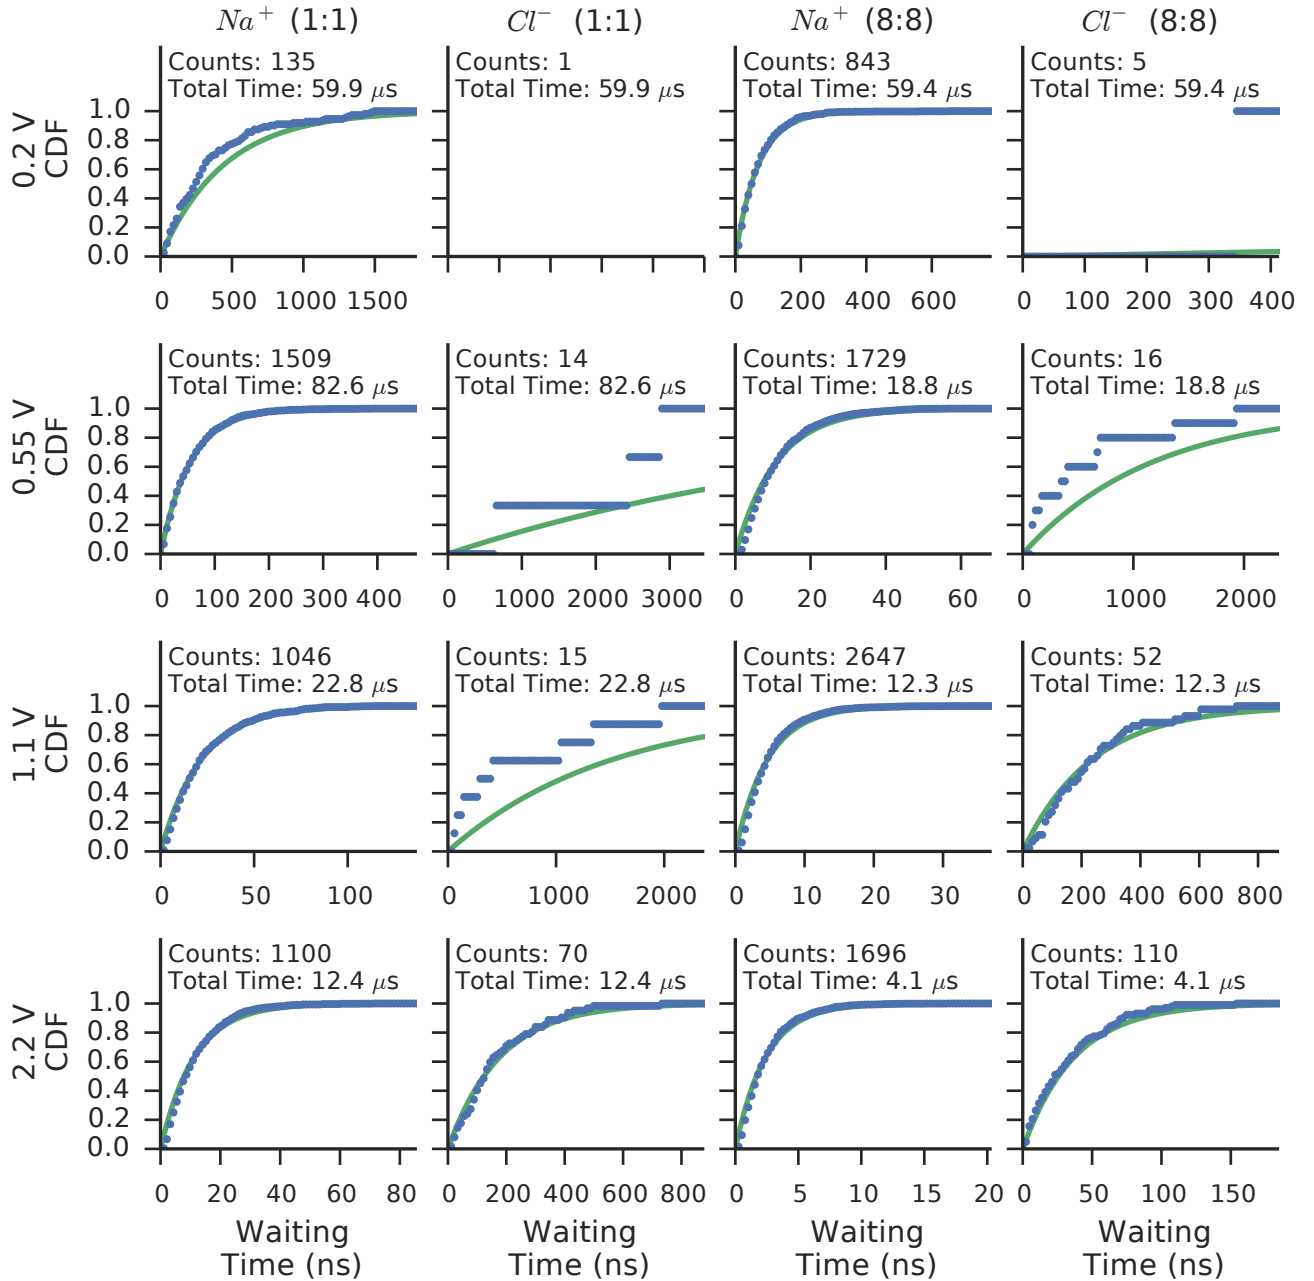 Na+ (1:1) Cl− (1:1) Na+ (8:8) Cl− (8:8)
0.2 V
CDF
1.0
0.8
0.6
0.4
0.2
0.0
Counts: 135
Total Time: 59.9 μs
0 500 1000 1500
Counts: 1
Total Time: 59.9 μs
Counts: 843
Total Time: 59.4 μs
0 200 400 600
Counts: 5
Total Time: 59.4 μs
0 100 200 300 400
0.55 V
CDF
1.0
0.8
0.6
0.4
0.2
0.0
Counts: 1509
Total Time: 82.6 μs
0 100 200 300 400
Counts: 14
Total Time: 82.6 μs
0 1000 2000 3000
Counts: 1729
Total Time: 18.8 μs
0 20 40 60
Counts: 16
Total Time: 18.8 μs
0 1000 2000
1.1 V
CDF
1.0
0.8
0.6
0.4
0.2
0.0
Counts: 1046
Total Time: 22.8 μs
0 50 100
Counts: 15
Total Time: 22.8 μs
0 1000 2000
Counts: 2647
Total Time: 12.3 μs
0 10 20 30
Counts: 52
Total Time: 12.3 μs
0 200 400 600 800
2.2 V
CDF
1.0
0.8
0.6
0.4
0.2
0.0
Counts: 1100
Total Time: 12.4 μs
0 20 40 60 80
Waiting
Time (ns)
Counts: 70
Total Time: 12.4 μs
0 200 400 600 800
Waiting
Time (ns)
Counts: 1696
Total Time: 4.1 μs
0 5 10 15 20
Waiting
Time (ns)
Counts: 110
Total Time: 4.1 μs
0 50 100 150
Waiting
Time (ns)